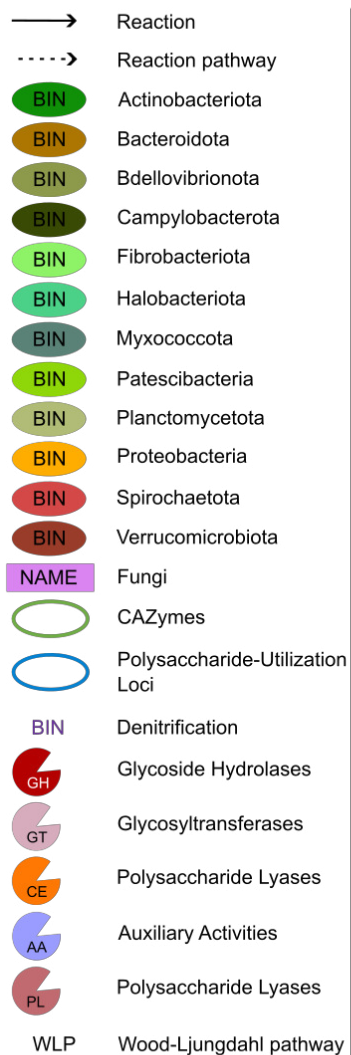 Reaction
Reaction pathway
BIN Actinobacteriota
BIN Bacteroidota
BIN Bdellovibrionota
BIN Campylobacterota
BIN Fibrobacteriota
BIN Halobacteriota
BIN Myxococcota
BIN Patescibacteria
BIN Planctomycetota
BIN Proteobacteria
BIN Spirochaetota
BIN Verrucomicrobiota
NAME Fungi
CAZymes
Polysaccharide-Utilization
Loci
BIN Denitrification
GH Glycoside Hydrolases
GT Glycosyltransferases
CE Polysaccharide Lyases
AA Auxiliary Activities
PL Polysaccharide Lyases
WLP Wood-Ljungdahl pathway